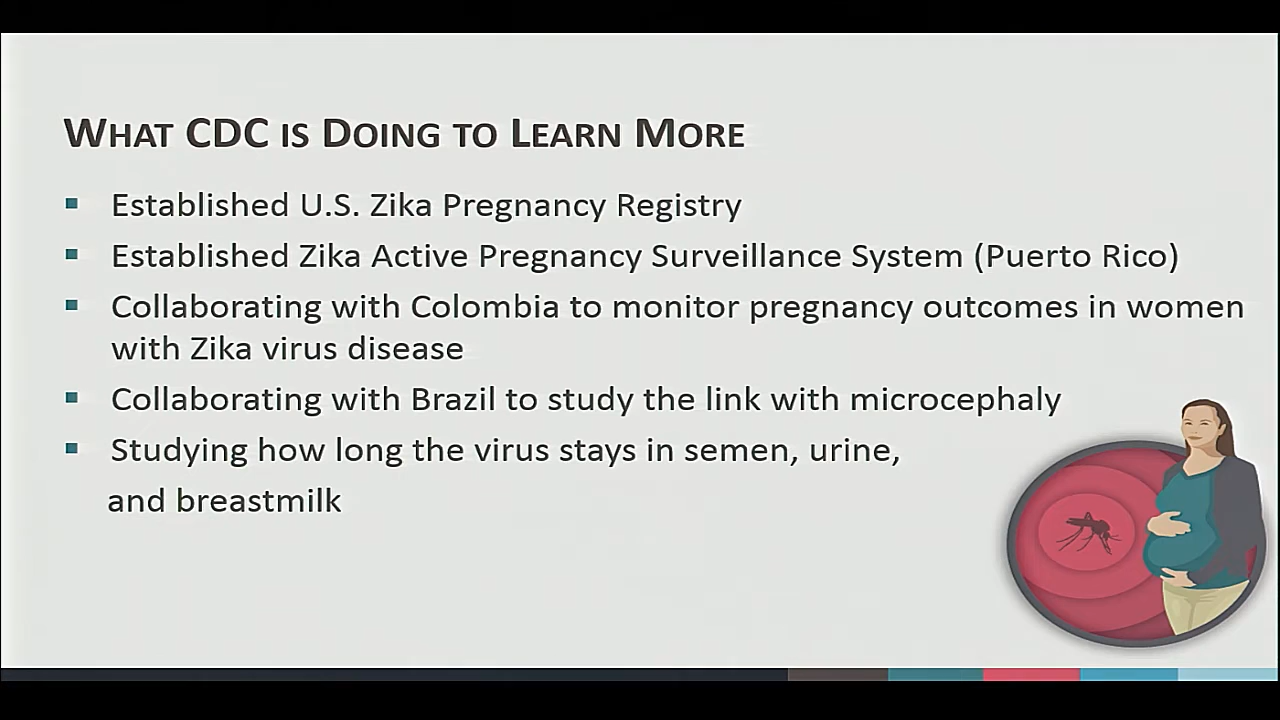 WHAT CDC IS DOING TO LEARN MORE
▪ Established U.S. Zika Pregnancy Registry
▪ Established Zika Active Pregnancy Surveillance System (Puerto Rico)
▪ Collaborating with Colombia to monitor pregnancy outcomes in women
with Zika virus disease
▪ Collaborating with Brazil to study the link with microcephaly
▪ Studying how long the virus stays in semen, urine,
and breastmilk